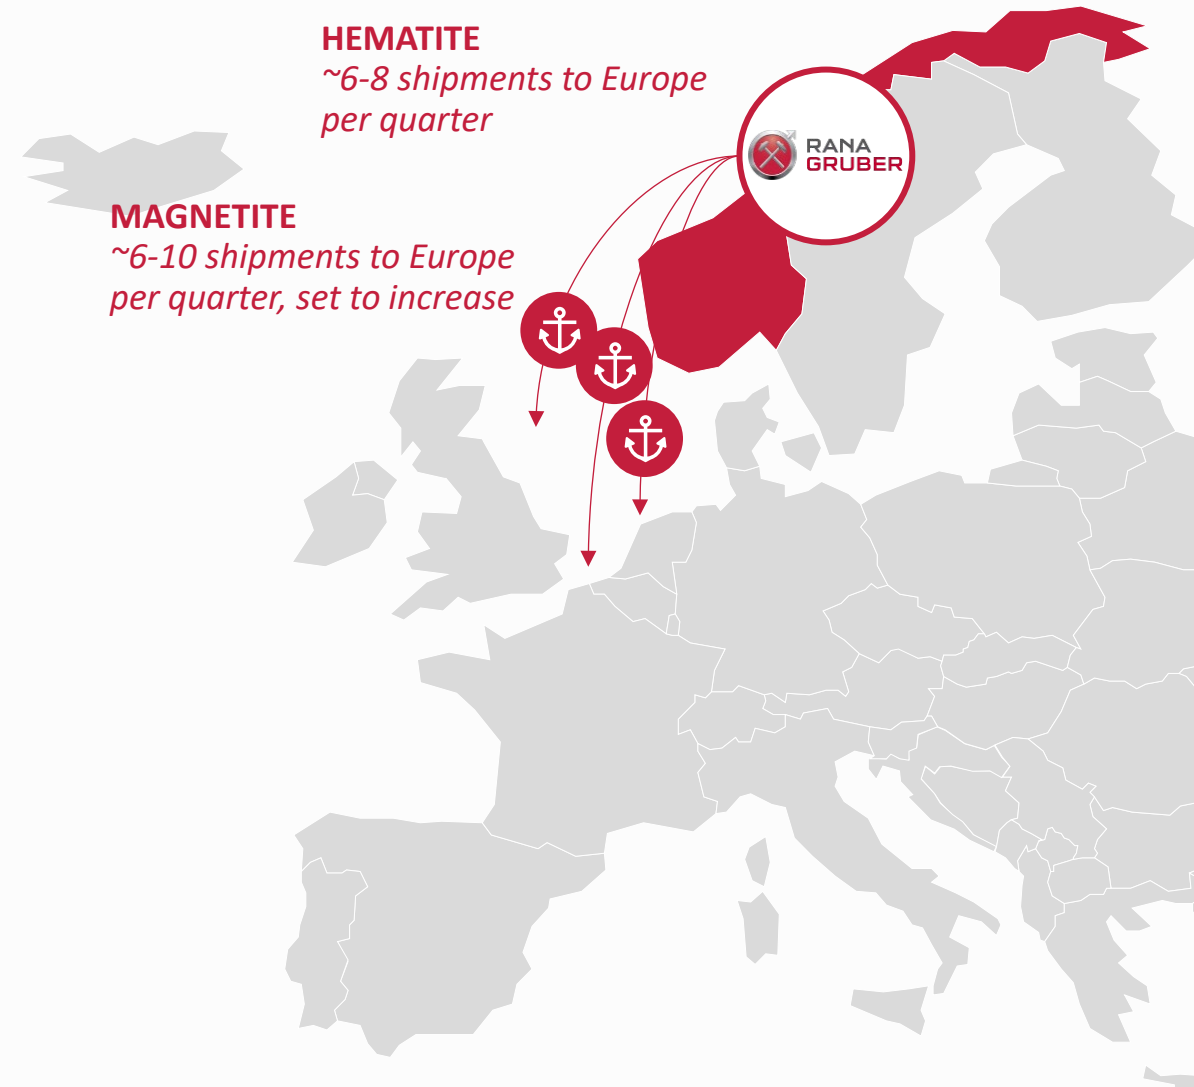 HEMATITE
~6-8 shipments to Europe
per quarter
RANA
GRUBER
MAGNETITE
~6-10 shipments to Europe
per quarter, set to increase